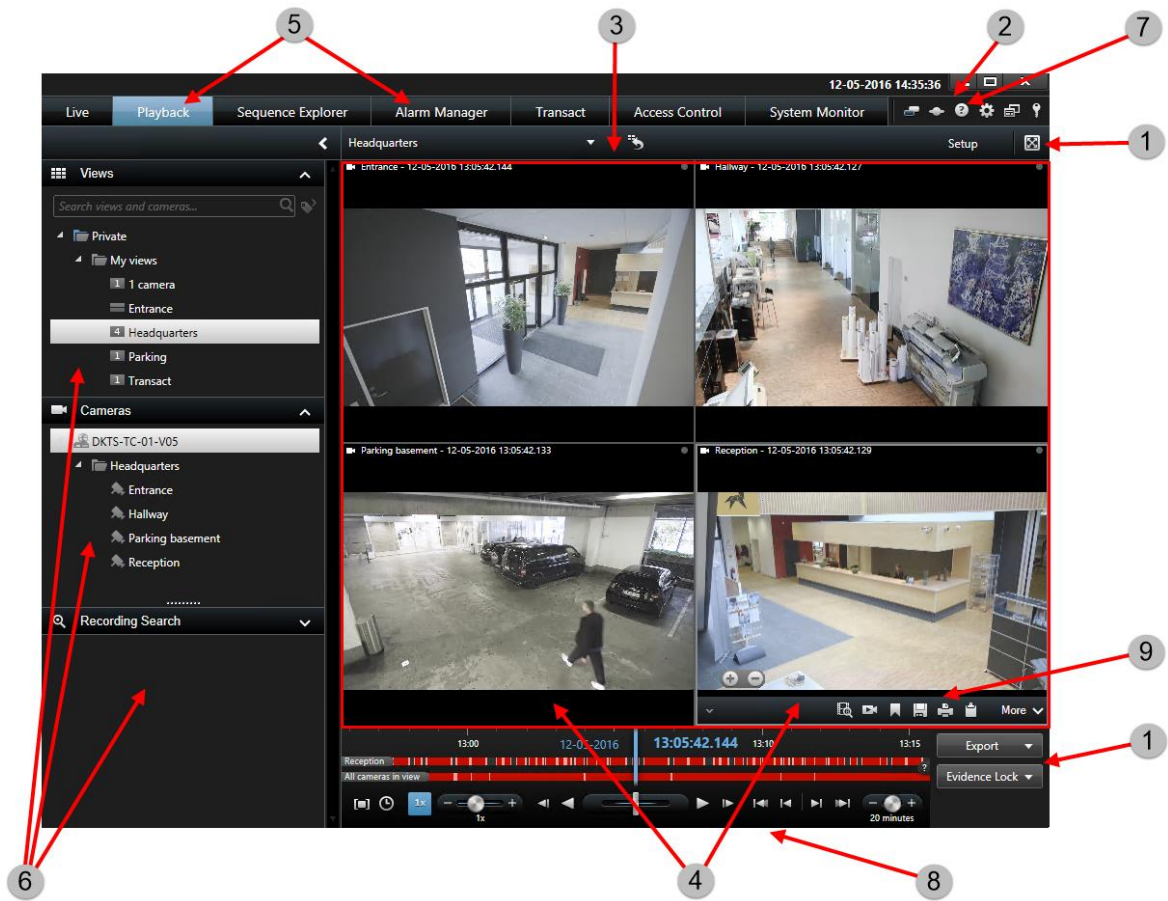 5
3
2
7
12-05-2016 14:35:36
Live Playback Sequence Explorer Alarm Manager Transact Access Control System Monitor
Headquarters
Setup
1
Views
Search views and cameras...
Private
My views
1 1 camera
Entrance
4 Headquarters
1 Parking
1 Transact
Cameras
DKTS-TC-01-V05
Headquarters
Entrance
Hallway
Parking basement
Reception
Recording Search
Entrance - 12-05-2016 13:05:42.144
Hallway - 12-05-2016 13:05:42.127
Parking basement - 12-05-2016 13:05:42.133
Reception - 12-05-2016 13:05:42.129
9
More
13:00 12-05-2016 13:05:42.144 13:10 13:15
Reception
All cameras in view
?
Export
Evidence Lock
1
1x
- +
1x
- +
20 minutes
6
4
8